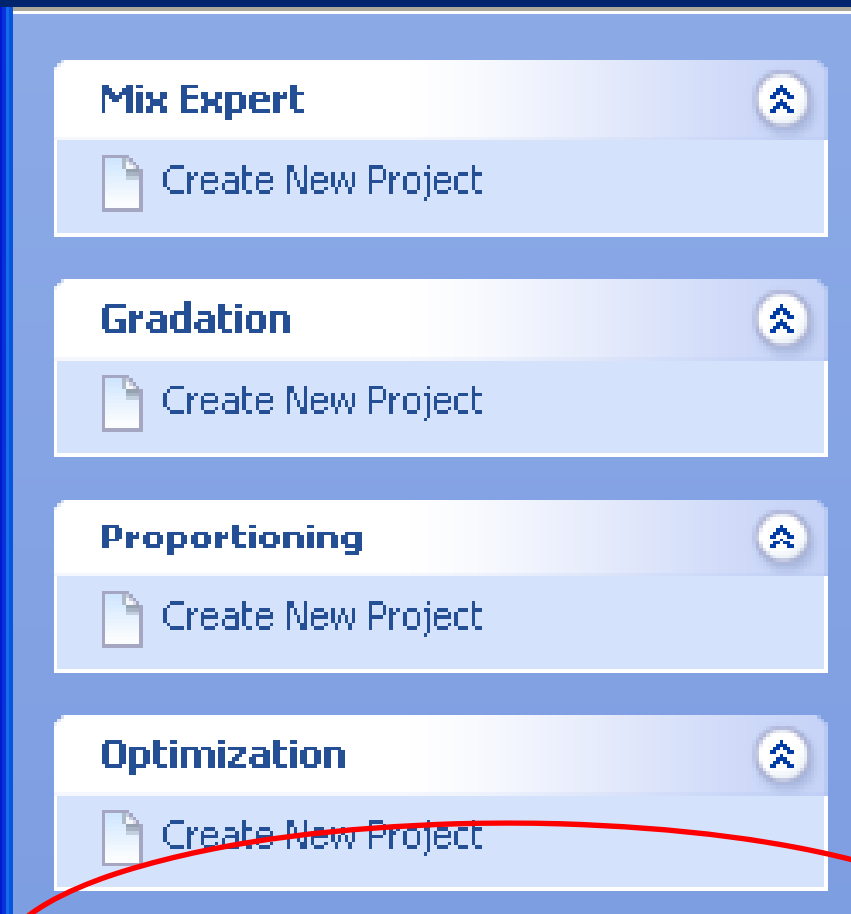 Mix Expert
Create New Project
Gradation
Create New Project
Proportioning
Create New Project
Optimization
Create New Project